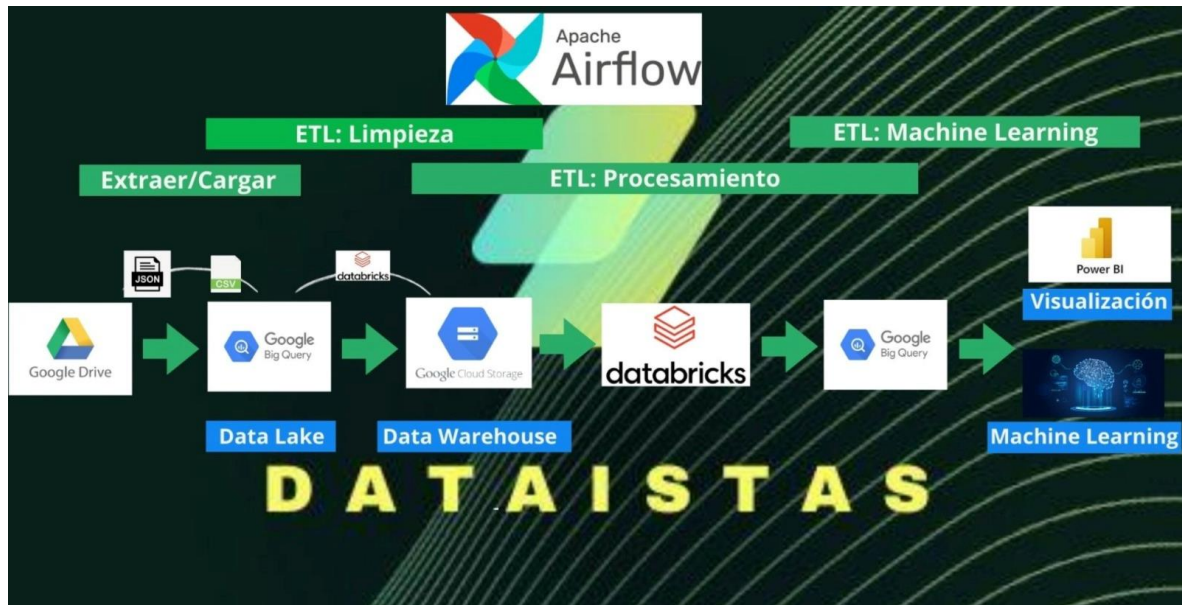 Apache
Airflow
ETL: Limpieza
ETL: Machine Learning
Extraer/Cargar
ETL: Procesamiento
JSON
CSV
databricks
Power BI
Visualización
Google Drive
Google
Big Query
Google Cloud Storage
databricks
Google
Big Query
Data Lake
Data Warehouse
Machine Learning
DATAISTAS